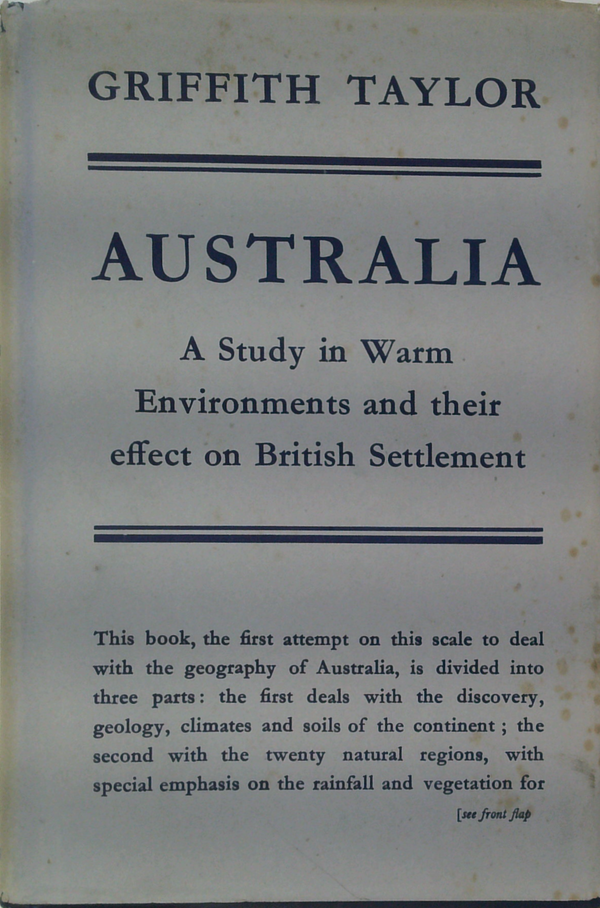 GRIFFITH TAYLOR
AUSTRALIA
A Study in Warm
Environments and their
effect on British Settlement
This book, the first attempt on this scale to deal
with the geography of Australia, is divided into
three parts: the first deals with the discovery,
geology, climates and soils of the continent ; the
second with the twenty natural regions, with
special emphasis on the rainfall and vegetation for
[see front flap